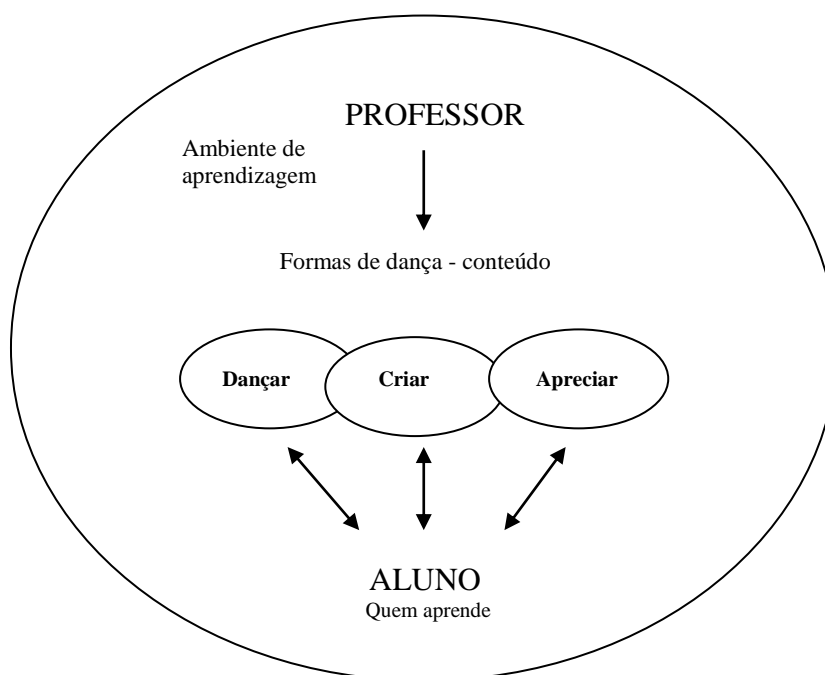 PROFESSOR
Ambiente de
aprendizagem
Formas de dança - conteúdo
Dançar
Criar
Apreciar
ALUNO
Quem aprende